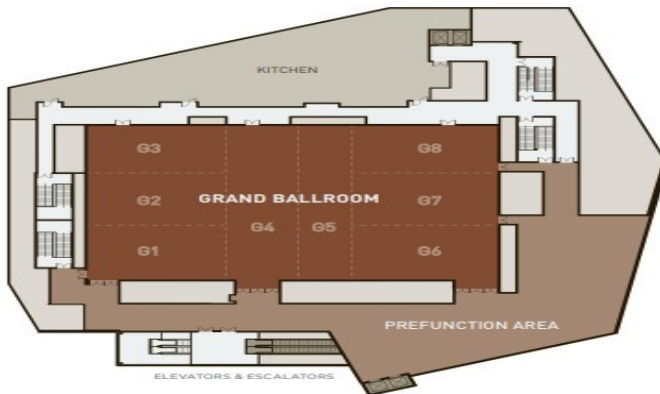 KITCHEN
G3
G8
G2
GRAND BALLROOM
G7
G4
G5
G1
G6
PREFUNCTION AREA
ELEVATORS & ESCALATORS